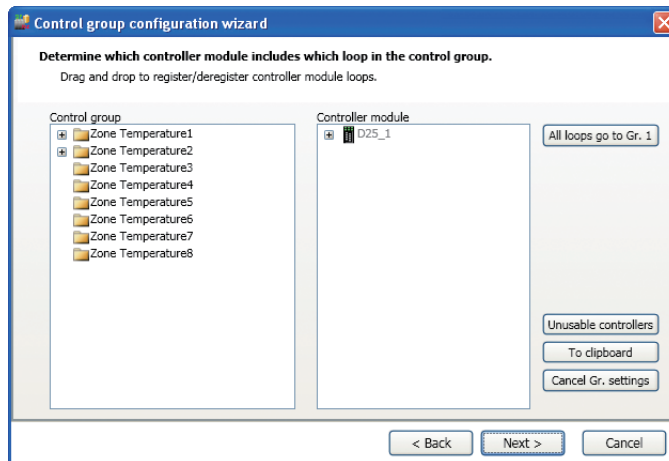 Control group configuration wizard
Determine which controller module includes which loop in the control group.
Drag and drop to register/deregister controller module loops.
Control group
Zone Temperature1
Zone Temperature2
Zone Temperature3
Zone Temperature4
Zone Temperature5
Zone Temperature6
Zone Temperature7
Zone Temperature8
Controller module
D25_1
All loops go to Gr. 1
Unusable controllers
To clipboard
Cancel Gr. settings
< Back
Next >
Cancel